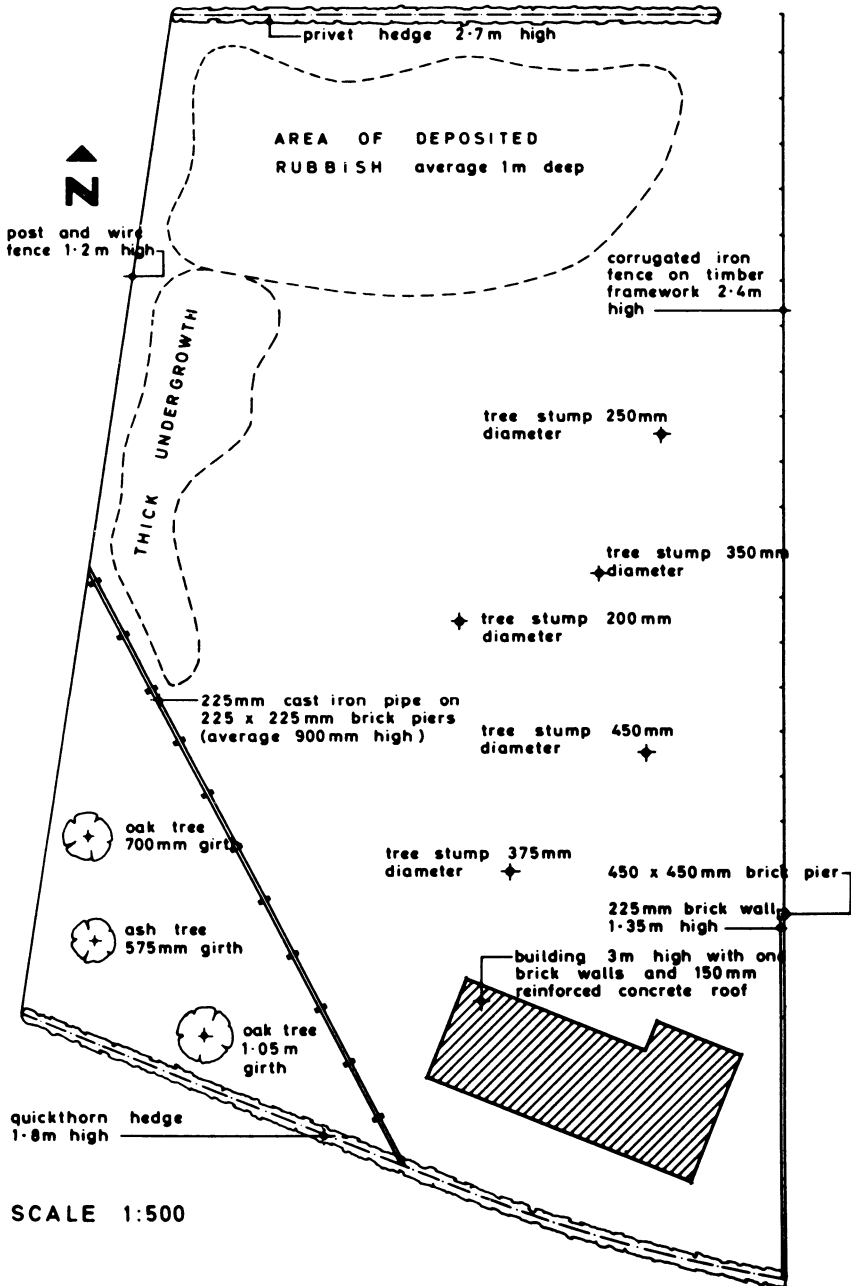 privet hedge 2·7m high
AREA OF DEPOSITED
RUBBiSH average 1m deep
N
post and wire
fence 1·2m high
corrugated iron
fence on timber
framework 2·4m
high
THICK UNDERGROWTH
tree stump 250mm
diameter
tree stump 350mm
diameter
tree stump 200mm
diameter
225mm cast iron pipe on
225 x 225mm brick piers
(average 900mm high)
tree stump 450mm
diameter
oak tree
700mm girth
tree stump 375mm
diameter
450 x 450mm brick pier
225mm brick wall
1·35m high
ash tree
575mm girth
building 3m high with one
brick walls and 150mm
reinforced concrete roof
oak tree
1·05m
girth
quickthorn hedge
1·8m high
SCALE 1:500